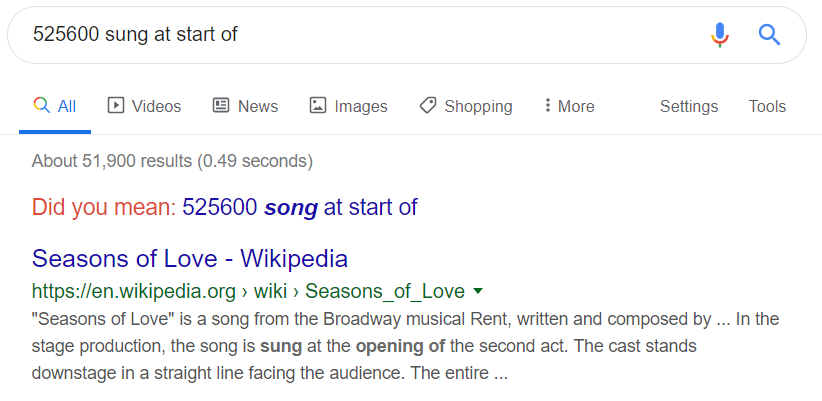 525600 sung at start of
All Videos News Images Shopping More Settings Tools
About 51,900 results (0.49 seconds)
Did you mean: 525600 song at start of
Seasons of Love - Wikipedia
https://en.wikipedia.org › wiki › Seasons_of_Love
"Seasons of Love" is a song from the Broadway musical Rent, written and composed by ... In the
stage production, the song is sung at the opening of the second act. The cast stands
downstage in a straight line facing the audience. The entire ...